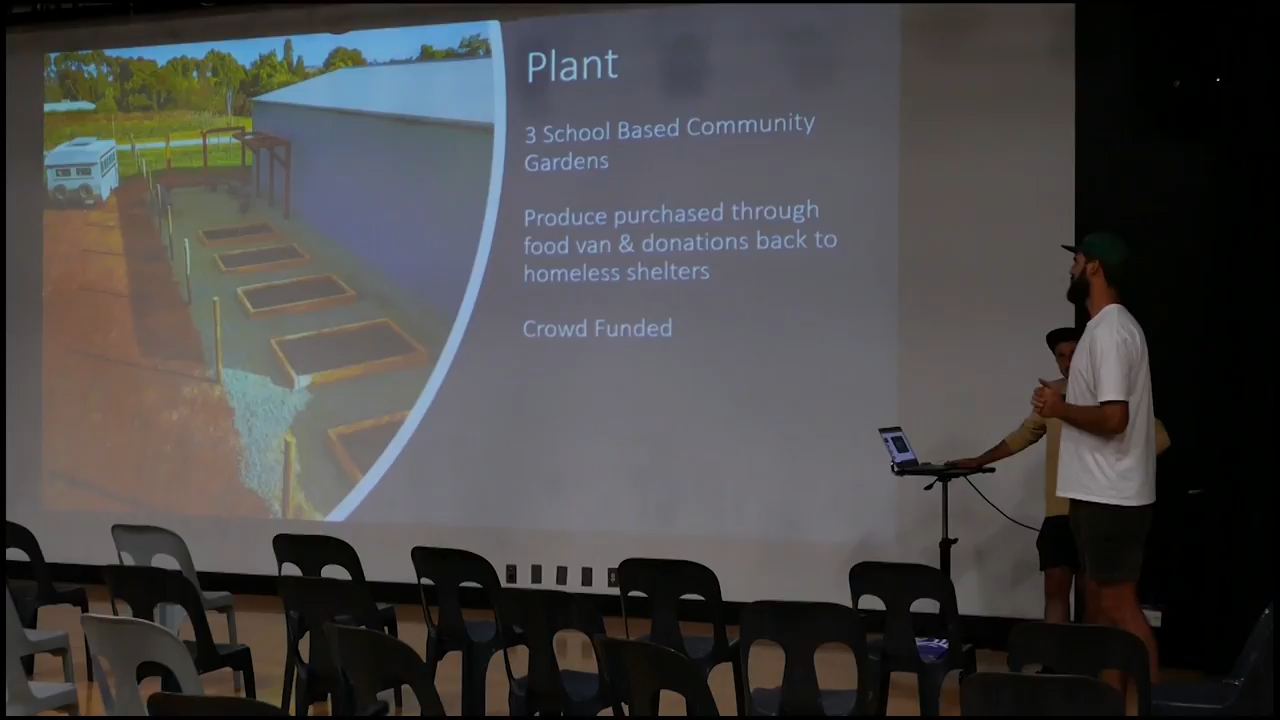 Plant
3 School Based Community
Gardens
Produce purchased through
food van & donations back to
homeless shelters
Crowd Funded